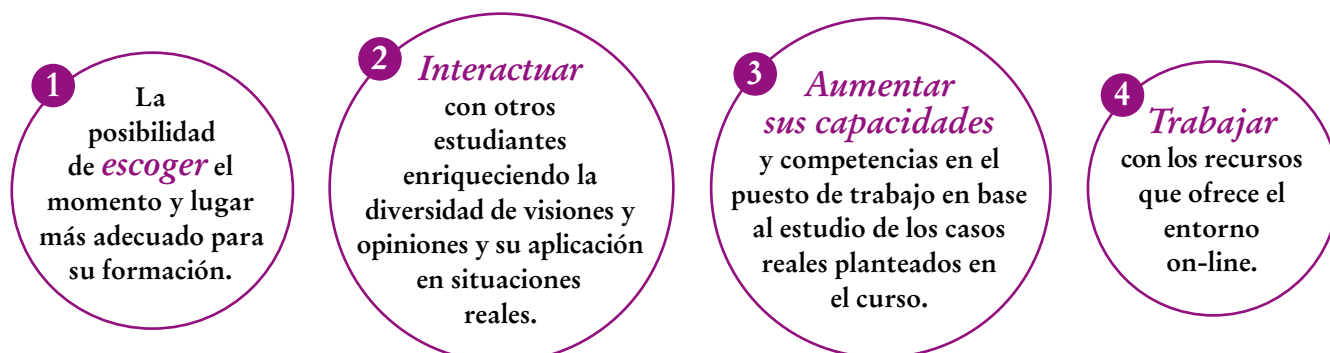 1
La
posibilidad
de escoger el
momento y lugar
más adecuado para
su formación.
2
Interactuar
con otros
estudiantes
enriqueciendo la
diversidad de visiones y
opiniones y su aplicación
en situaciones
reales.
3
Aumentar
sus capacidades
y competencias en el
puesto de trabajo en base
al estudio de los casos
reales planteados en
el curso.
4
Trabajar
con los recursos
que ofrece el
entorno
on-line.